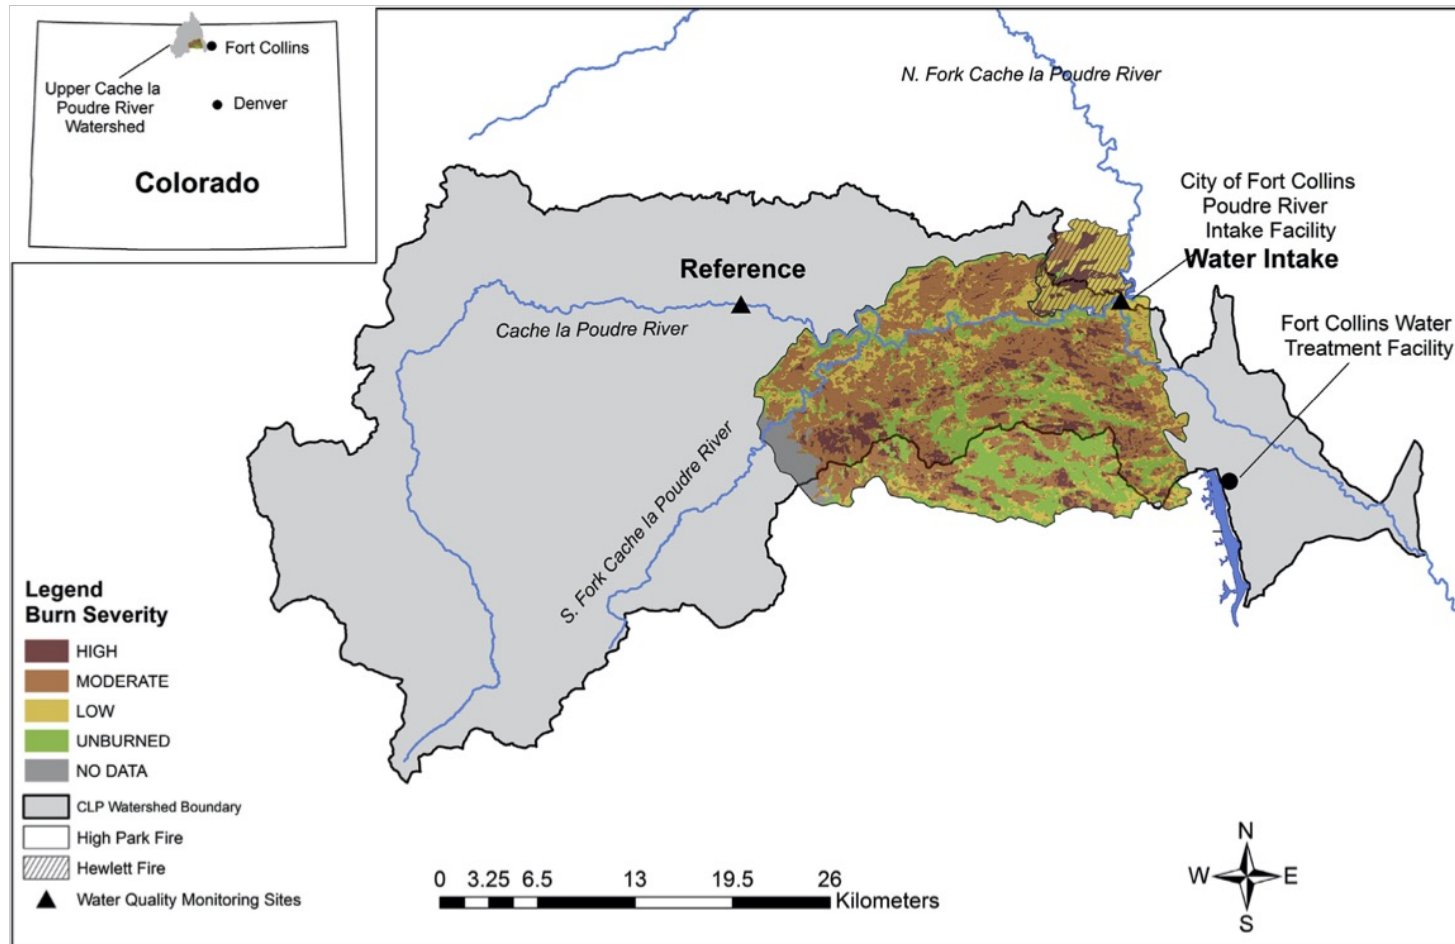 Fort Collins
Upper Cache la
Poudre River
Watershed
Denver
Colorado
N. Fork Cache la Poudre River
City of Fort Collins
Poudre River
Intake Facility
Water Intake
Reference
Cache la Poudre River
Fort Collins Water
Treatment Facility
S. Fork Cache la Poudre River
Legend
Burn Severity
HIGH
MODERATE
LOW
UNBURNED
NO DATA
CLP Watershed Boundary
High Park Fire
Hewlett Fire
Water Quality Monitoring Sites
0 3.25 6.5 13 19.5 26
Kilometers
N
W E
S